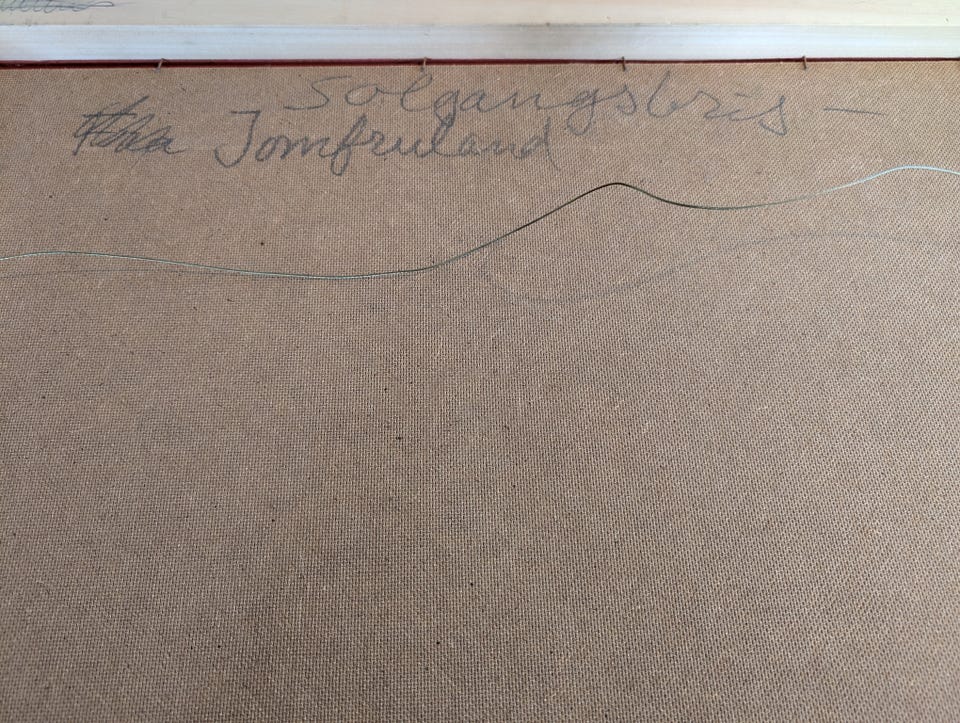 Solgangsbris —
Jomfruland